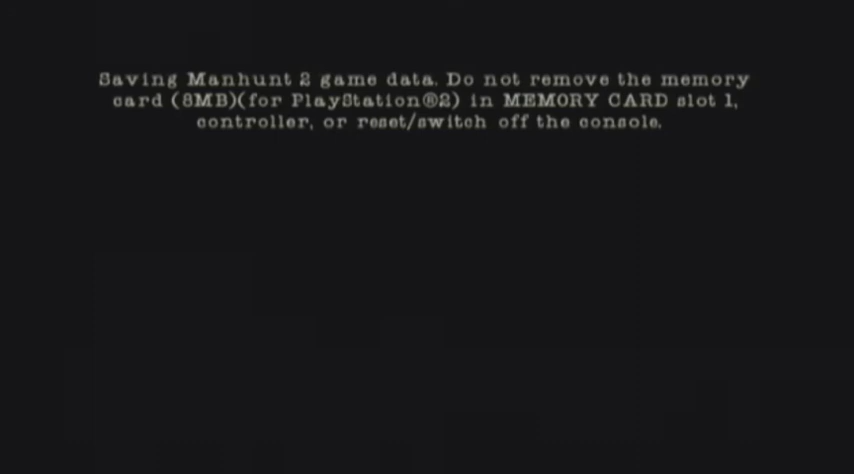 Saving Manhunt 2 game data. Do not remove the memory
card (8MB)(for PlayStation®2) in MEMORY CARD slot 1,
controller, or reset/switch off the console.